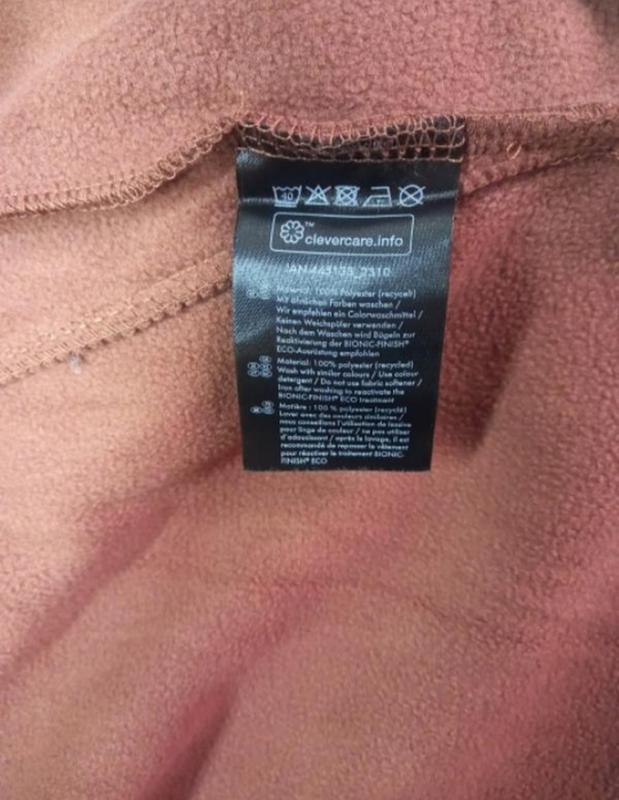 40
™
clevercare.info
Material: 100% Polyester (recycelt)
Mit ähnlichen Farben waschen /
Wir empfehlen ein Colorwaschmittel /
Keinen Weichspüler verwenden /
Nach dem Waschen wird Bügeln zur
Reaktivierung der BIONIC-FINISH®
ECO-Ausrüstung empfohlen
Material: 100% polyester (recycled)
Wash with similar colours / Use colour
detergent / Do not use fabric softener /
Iron after washing to reactivate the
BIONIC-FINISH® ECO treatment
Matière : 100 % polyester (recyclé)
Laver avec des couleurs similaires /
nous conseillons l'utilisation de lessive
pour linge de couleur / ne pas utiliser
d'adoucissant / après le lavage, il est
recommandé de repasser le vêtement
pour réactiver le traitement BIONIC-
FINISH® ECO